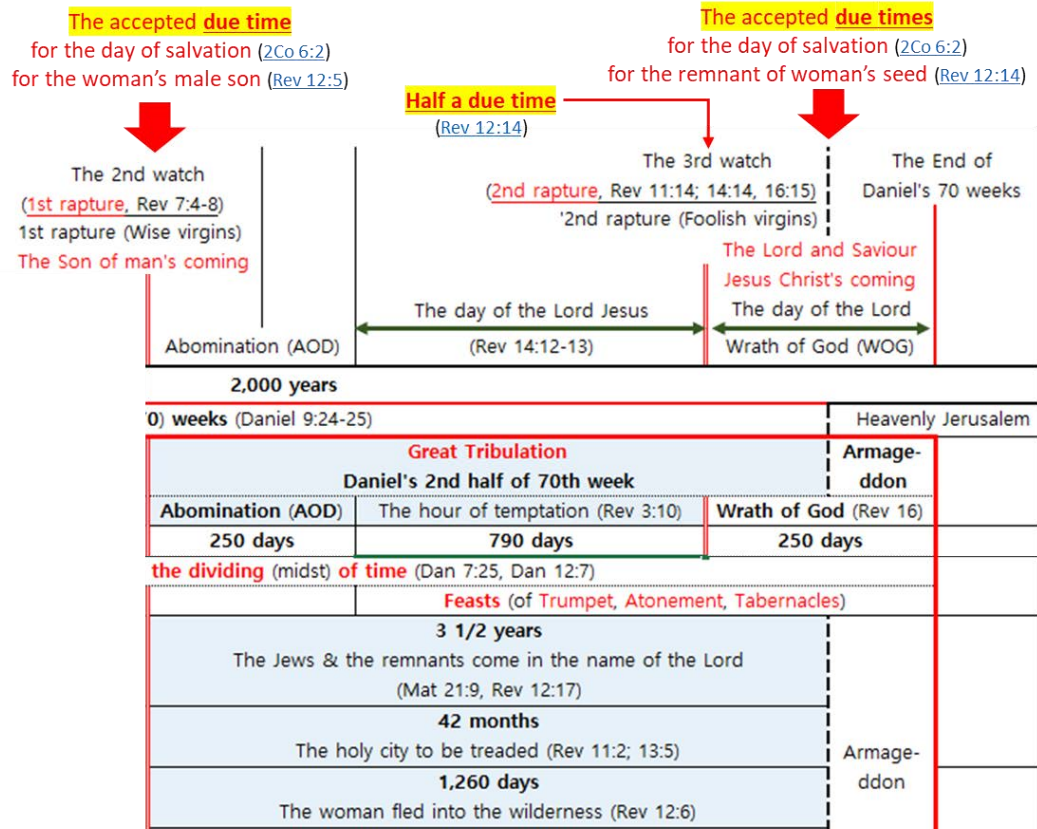 The accepted due time
for the day of salvation (2Co 6:2)
for the woman's male son (Rev 12:5)
The accepted due times
for the day of salvation (2Co 6:2)
for the remnant of woman's seed (Rev 12:14)
Half a due time
(Rev 12:14)
The 2nd watch
(1st rapture, Rev 7:4-8)
1st rapture (Wise virgins)
The Son of man's coming
The 3rd watch
(2nd rapture, Rev 11:14; 14:14, 16:15)
'2nd rapture (Foolish virgins)
The Lord and Saviour
Jesus Christ's coming
The End of
Daniel's 70 weeks
Abomination (AOD)
The day of the Lord Jesus
(Rev 14:12-13)
The day of the Lord
Wrath of God (WOG)
2,000 years
0) weeks (Daniel 9:24-25)
Heavenly Jerusalem
Great Tribulation
Daniel's 2nd half of 70th week
Armage-
ddon
Abomination (AOD)
The hour of temptation (Rev 3:10)
Wrath of God (Rev 16)
250 days
790 days
250 days
the dividing (midst) of time (Dan 7:25, Dan 12:7)
Feasts (of Trumpet, Atonement, Tabernacles)
3 1/2 years
The Jews & the remnants come in the name of the Lord
(Mat 21:9, Rev 12:17)
42 months
The holy city to be treaded (Rev 11:2; 13:5)
1,260 days
The woman fled into the wilderness (Rev 12:6)
Armage-
ddon